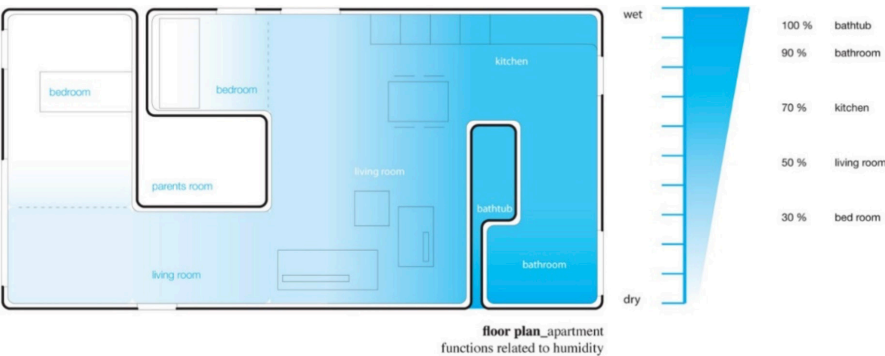 bedroom
bedroom
parents room
living room
kitchen
living room
bathtub
bathroom
wet
100 % bathtub
90 % bathroom
70 % kitchen
50 % living room
30 % bed room
dry
floor plan_apartment
functions related to humidity